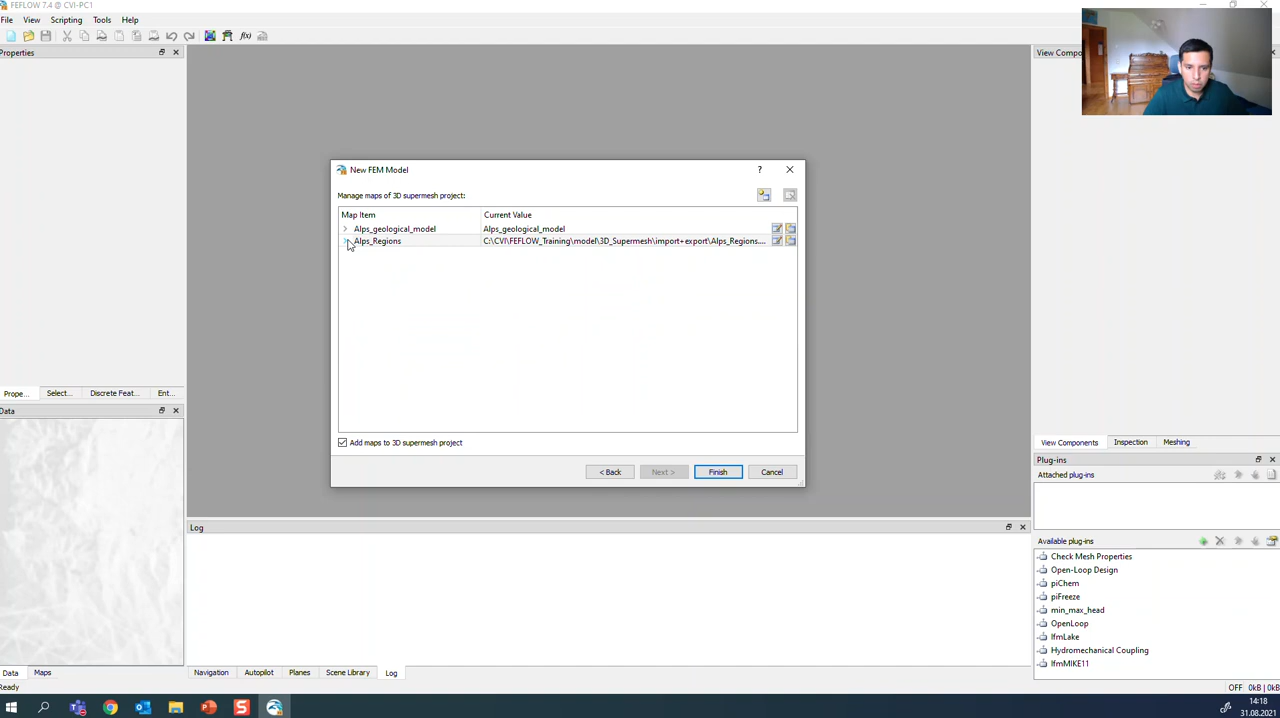 FEFLOW 7.4 @ CVI-PC1
File View Scripting Tools Help
Properties
View Compo
New FEM Model
Manage maps of 3D supermesh project:
Map Item Current Value
Alps_geological_model Alps_geological_model
Alps_Regions C:\CVI\FEFLOW_Training\model\3D_Supermesh\import+export\Alps_Regions....
Add maps to 3D supermesh project
< Back Next > Finish Cancel
Prope... Select... Discrete Feat... Ent...
Data
View Components Inspection Meshing
Plug-ins
Attached plug-ins
Log
Available plug-ins
Check Mesh Properties
Open-Loop Design
piChem
piFreeze
min_max_head
OpenLoop
IfmLake
Hydromechanical Coupling
IfmMIKE11
Data Maps
Navigation Autopilot Planes Scene Library Log
Ready
OFF 0kB | 0kB
14:18
31.08.2021